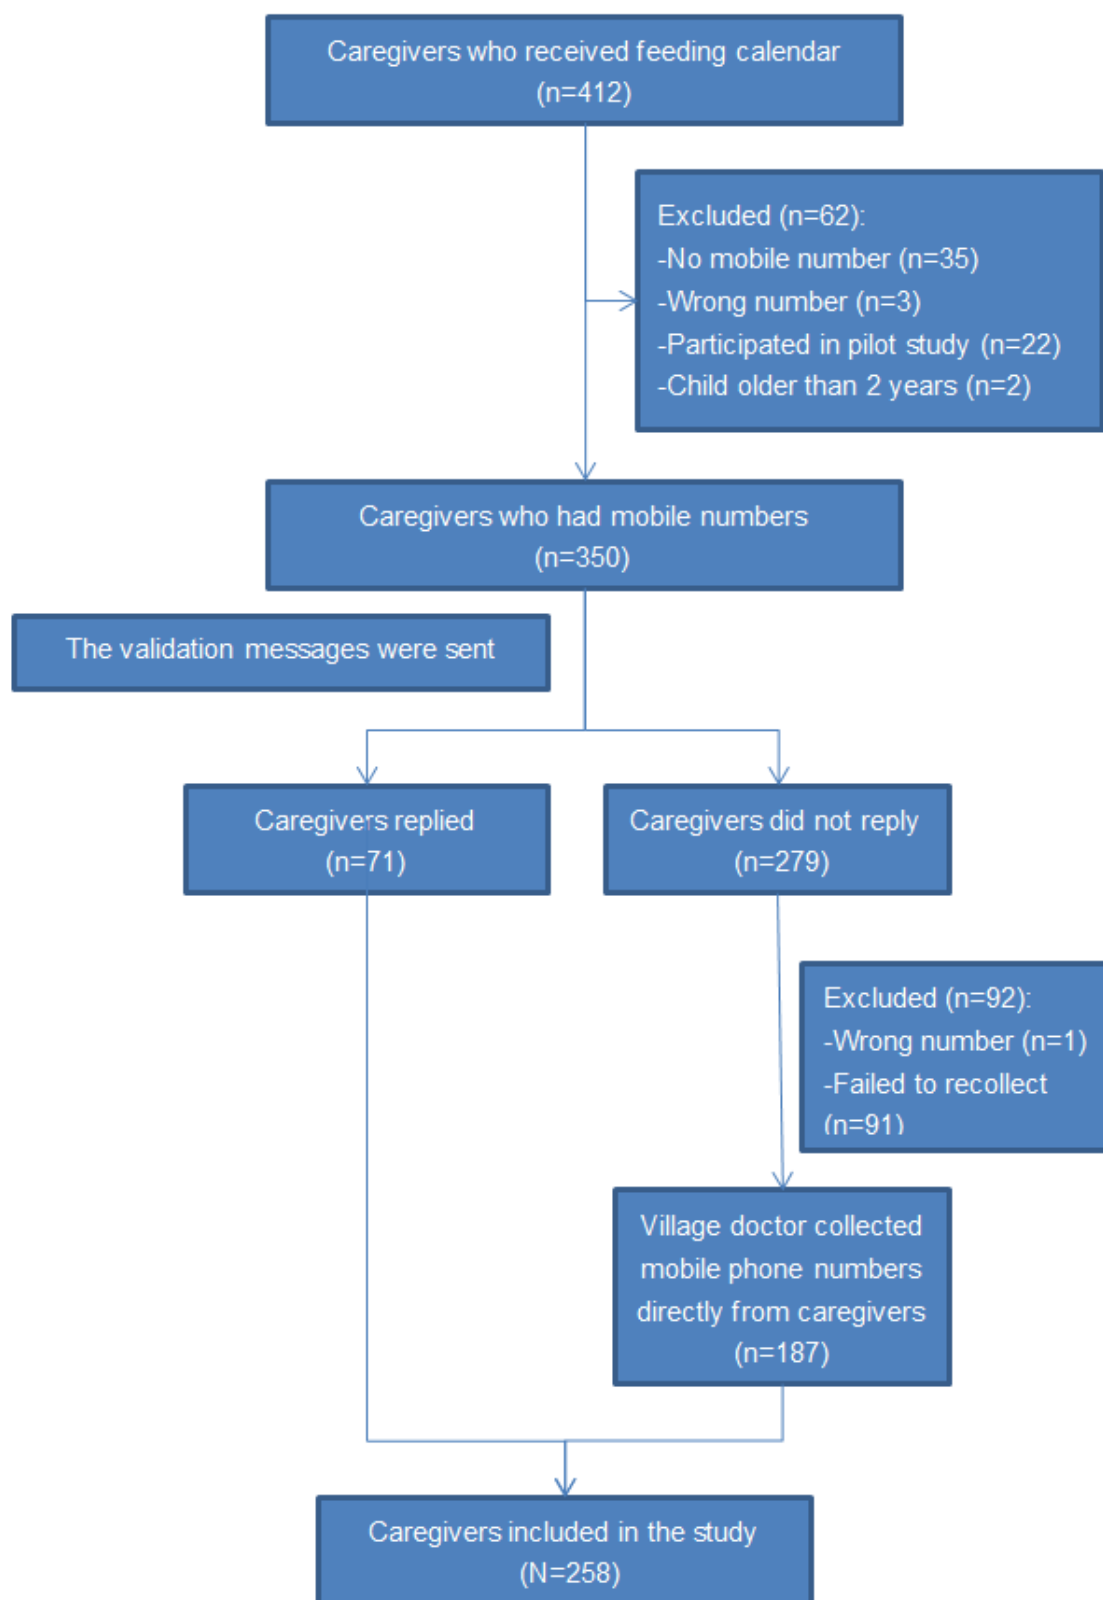 Caregivers who received feeding calendar
(n=412)
Excluded (n=62):
-No mobile number (n=35)
-Wrong number (n=3)
-Participated in pilot study (n=22)
-Child older than 2 years (n=2)
Caregivers who had mobile numbers
(n=350)
The validation messages were sent
Caregivers replied
(n=71)
Caregivers did not reply
(n=279)
Excluded (n=92):
-Wrong number (n=1)
-Failed to recollect
(n=91)
Village doctor collected
mobile phone numbers
directly from caregivers
(n=187)
Caregivers included in the study
(N=258)